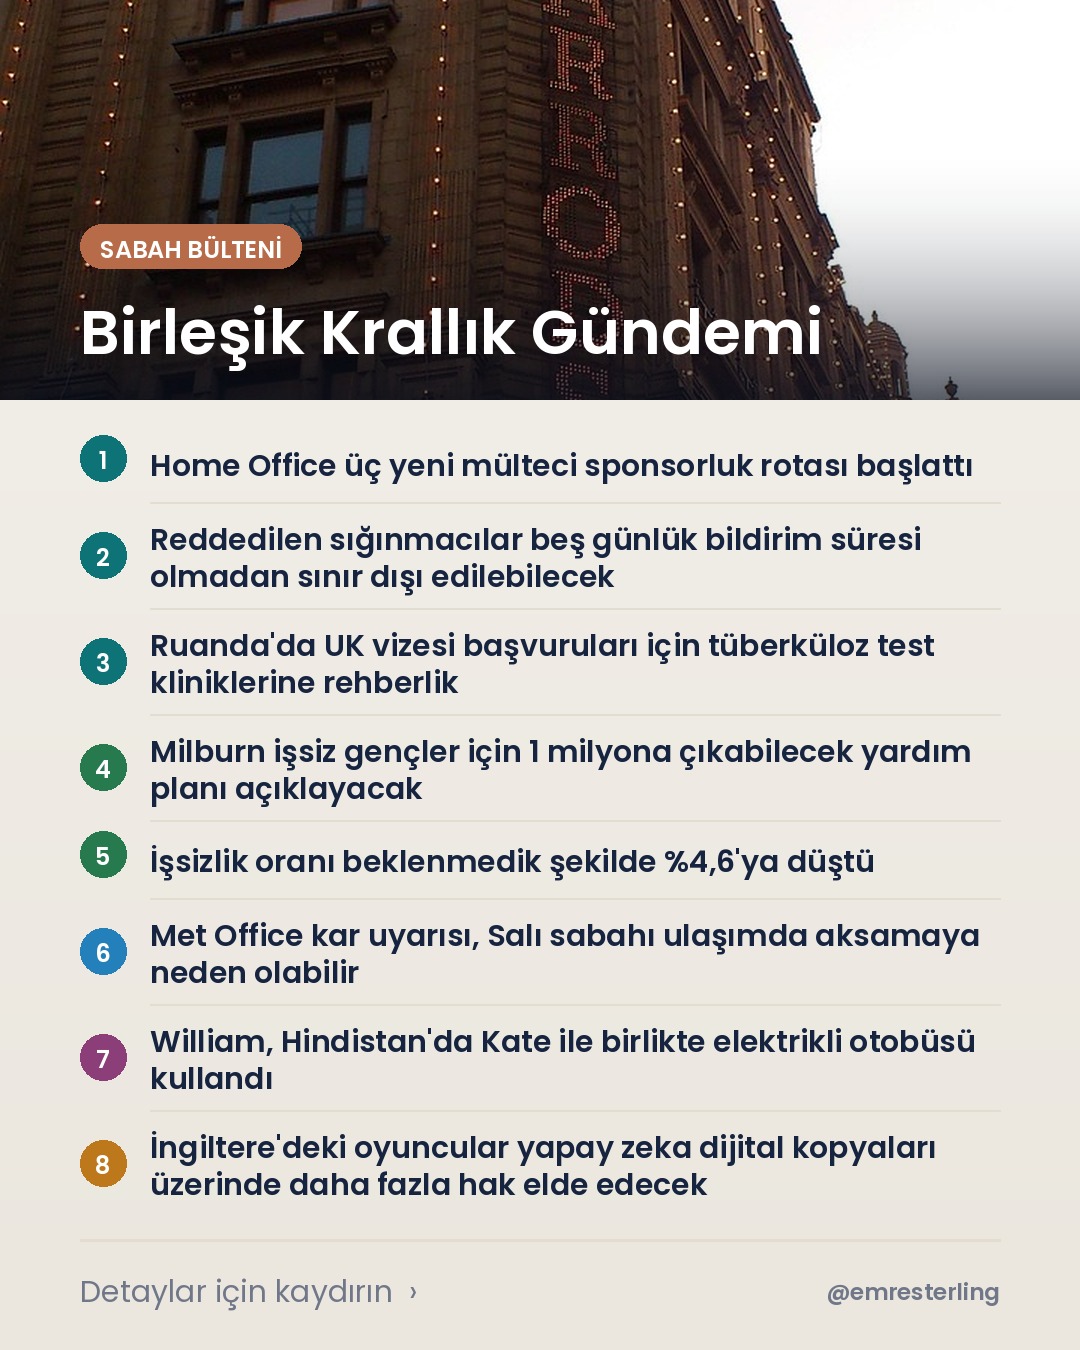 ARRODS
SABAH BÜLTENİ
Birleşik Krallık Gündemi
1 Home Office üç yeni mülteci sponsorluk rotası başlattı
2 Reddedilen sığınmacılar beş günlük bildirim süresi
olmadan sınır dışı edilebilecek
3 Ruanda'da UK vizesi başvuruları için tüberküloz test
kliniklerine rehberlik
4 Milburn işsiz gençler için 1 milyona çıkabilecek yardım
planı açıklayacak
5 İşsizlik oranı beklenmedik şekilde %4,6'ya düştü
6 Met Office kar uyarısı, Salı sabahı ulaşımda aksamaya
neden olabilir
7 William, Hindistan'da Kate ile birlikte elektrikli otobüsü
kullandı
8 İngiltere'deki oyuncular yapay zeka dijital kopyaları
üzerinde daha fazla hak elde edecek
Detaylar için kaydırın ›
@emresterling